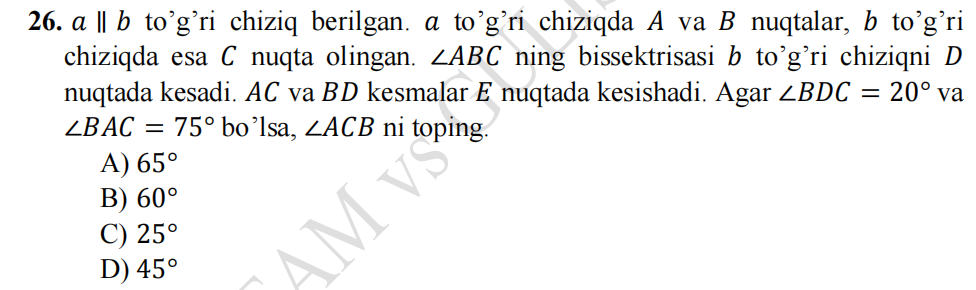 26. a ∥ b to’g’ri chiziq berilgan. a to’g’ri chiziqda A va B nuqtalar, b to’g’ri
chiziqda esa C nuqta olingan. ∠ABC ning bissektrisasi b to’g’ri chiziqni D
nuqtada kesadi. AC va BD kesmalar E nuqtada kesishadi. Agar ∠BDC = 20° va
∠BAC = 75° bo’lsa, ∠ACB ni toping.
A) 65°
B) 60°
C) 25°
D) 45°